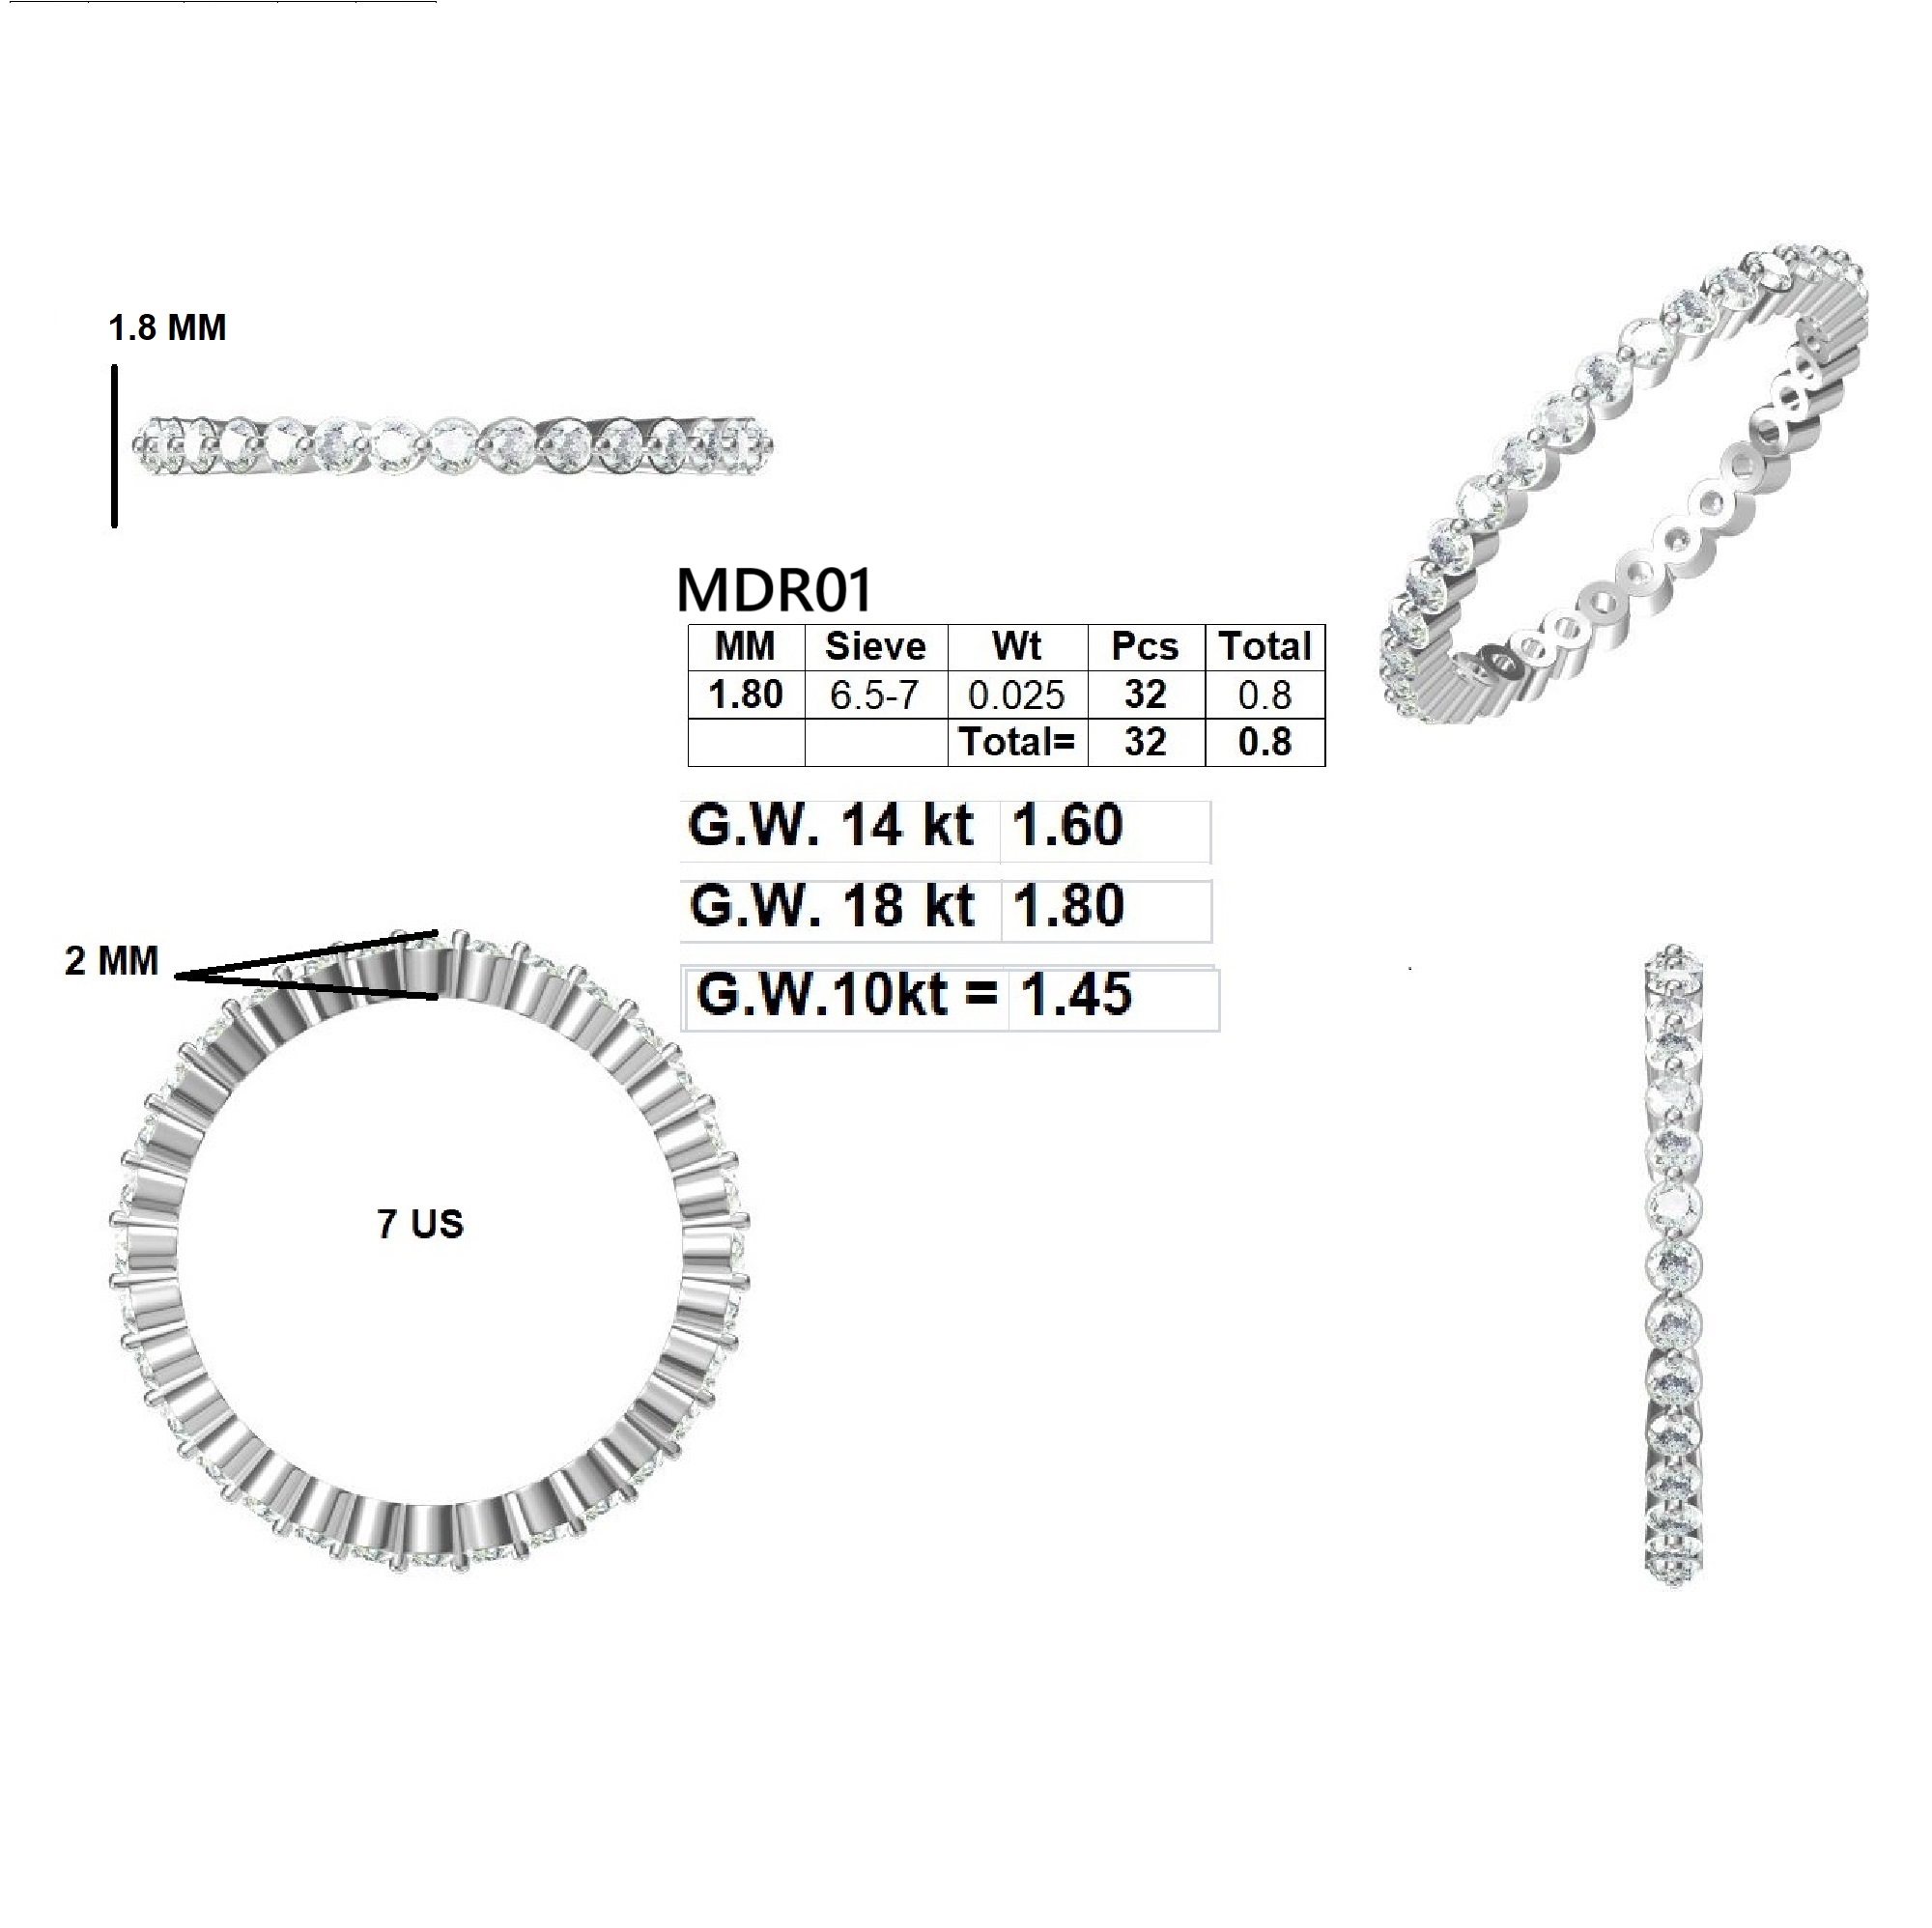 1.8 MM
MDR01
MM Sieve Wt Pcs Total
1.80 6.5-7 0.025 32 0.8
Total= 32 0.8
G.W. 14 kt 1.60
G.W. 18 kt 1.80
G.W.10kt = 1.45
2 MM
7 US